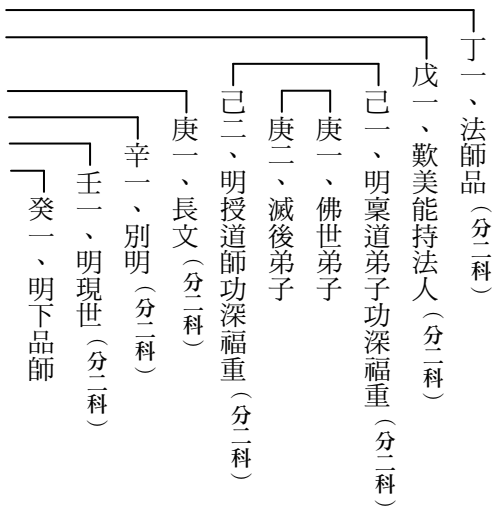 丁一、法師品（分二科）
戊一、歎美能持法人（分二科）
己一、明稟道弟子功深福重（分二科）
庚一、佛世弟子
庚二、滅後弟子
己二、明授道師功深福重（分二科）
庚一、長文（分二科）
辛一、別明（分二科）
壬一、明現世（分二科）
癸一、明下品師